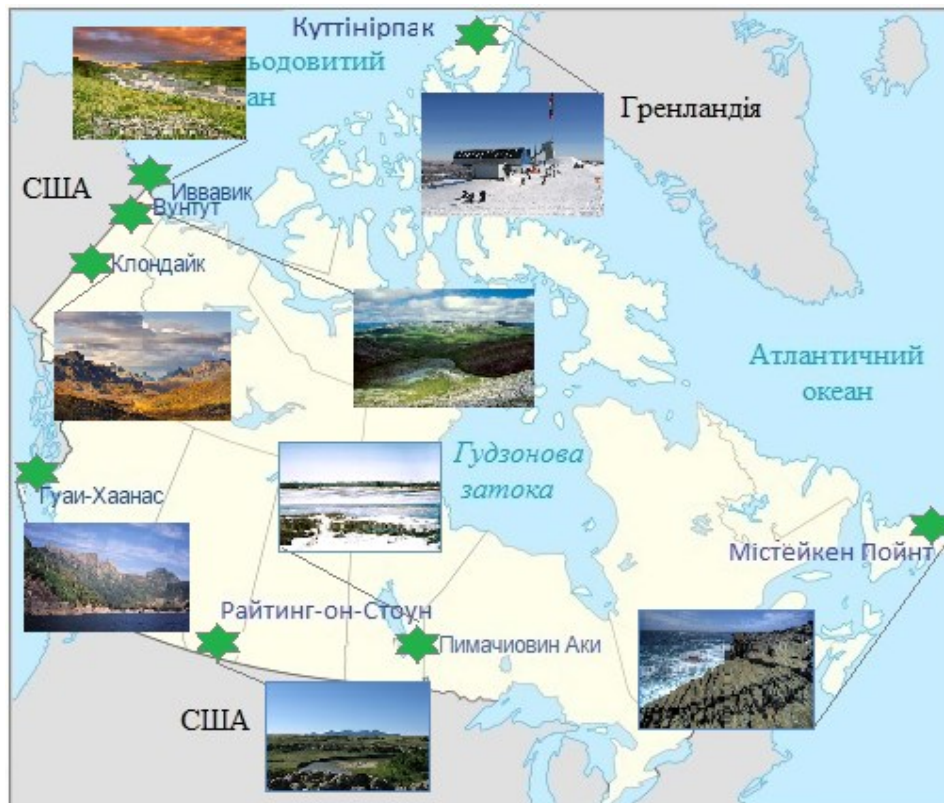 Куттінірпак
ьодовитий
ан
Гренландія
США
Иввавик
Вунтут
Клондайк
Атлантичний
океан
Гудзонова
затока
Гуаи-Хаанас
Містейкен Пойнт
Райтинг-он-Стоун
Пимачиовин Аки
США